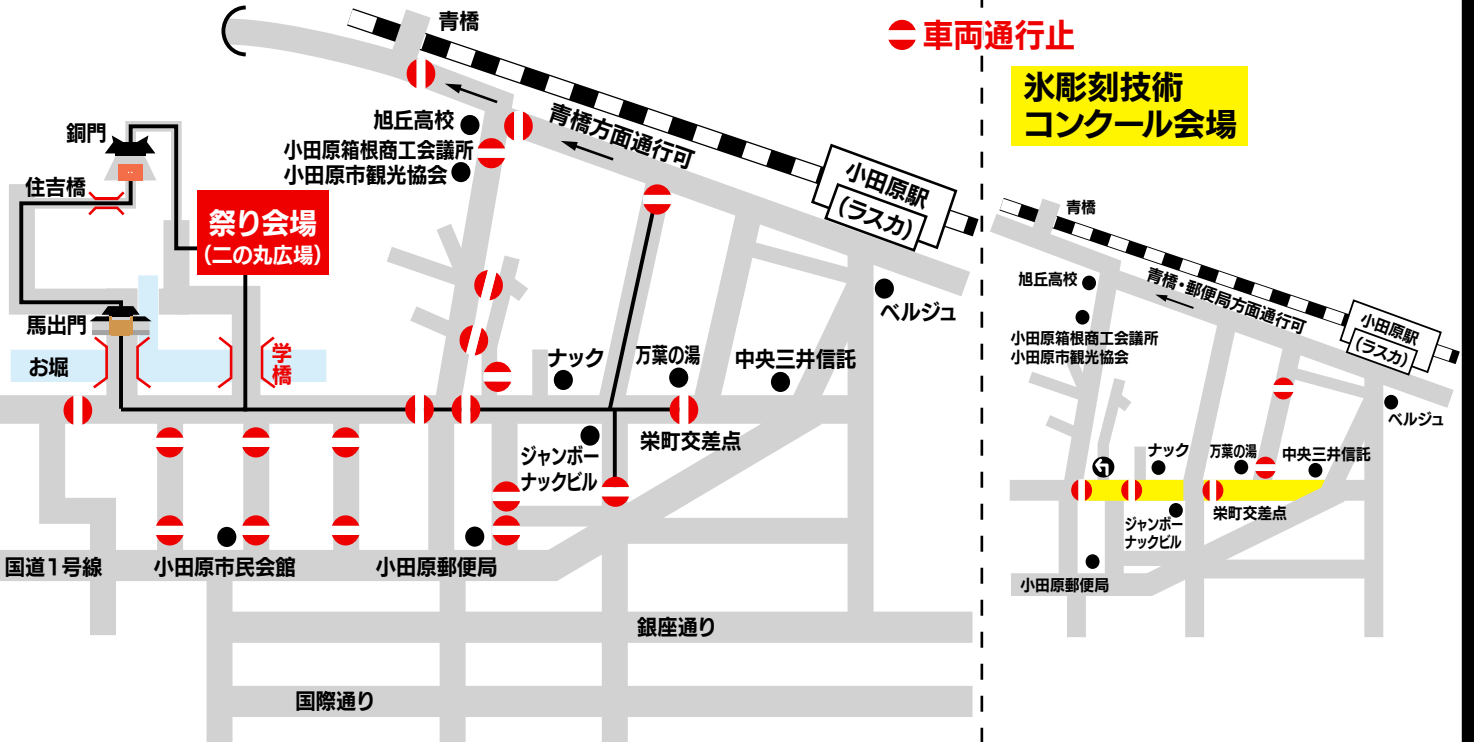 青橋
車両通行止
氷彫刻技術
コンクール会場
旭丘高校
青橋方面通行可
銅門
小田原箱根商工会議所
小田原市観光協会
小田原駅
(ラスカ)
住吉橋
祭り会場
(二の丸広場)
馬出門
お堀
学橋
ベルジュ
ナック
万葉の湯
中央三井信託
栄町交差点
ジャンボー
ナックビル
国道1号線
小田原市民会館
小田原郵便局
銀座通り
国際通り
青橋
旭丘高校
青橋・郵便局方面通行可
小田原駅
(ラスカ)
小田原箱根商工会議所
小田原市観光協会
ベルジュ
ナック
万葉の湯
中央三井信託
栄町交差点
ジャンボー
ナックビル
小田原郵便局